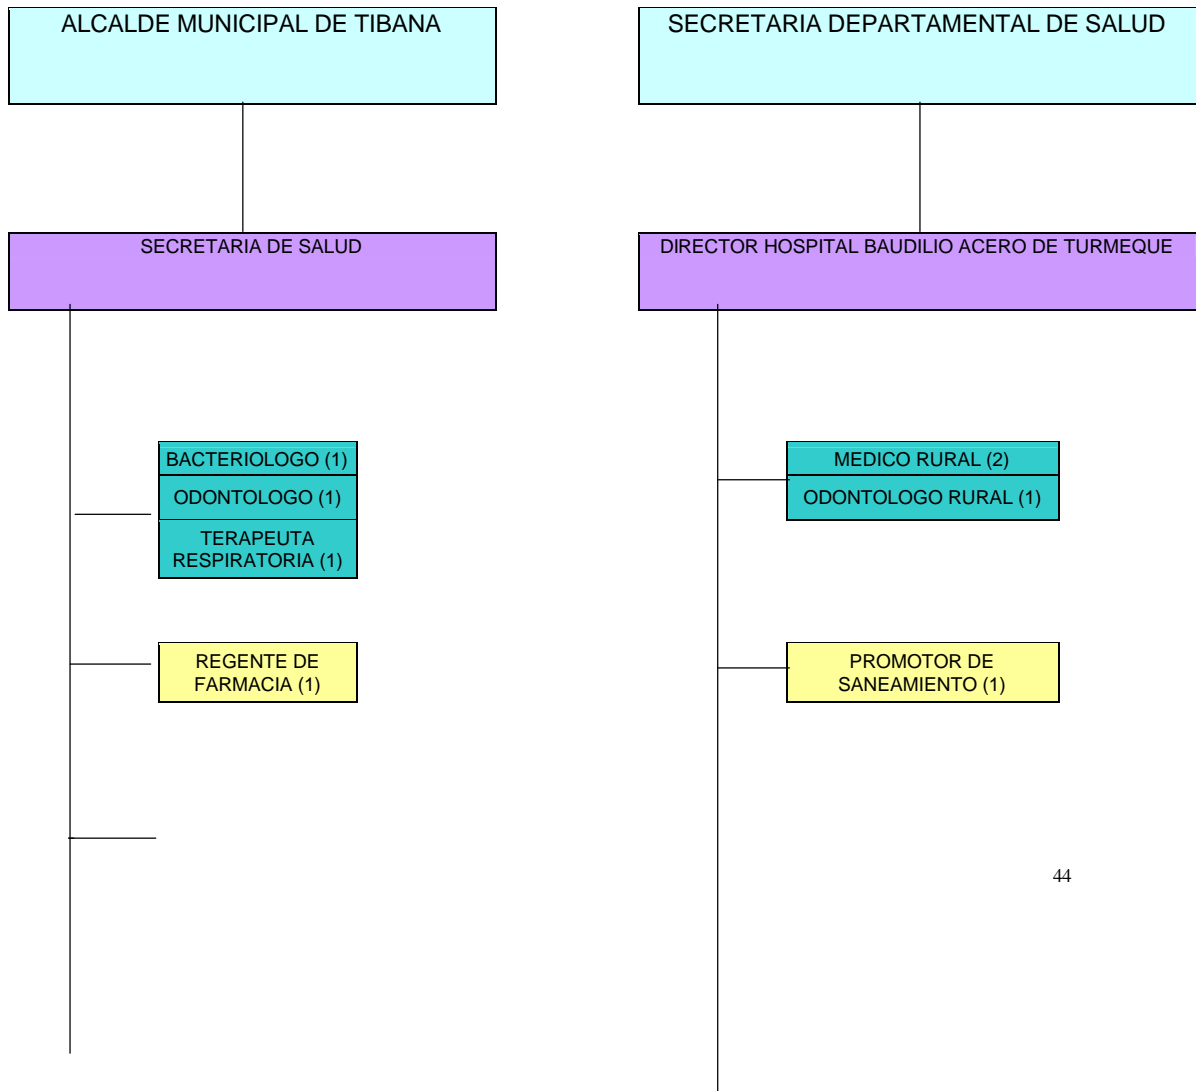 ALCALDE MUNICIPAL DE TIBANA
SECRETARIA DE SALUD
BACTERIOLOGO (1)
ODONTOLOGO (1)
TERAPEUTA
RESPIRATORIA (1)
REGENTE DE
FARMACIA (1)
SECRETARIA DEPARTAMENTAL DE SALUD
DIRECTOR HOSPITAL BAUDILIO ACERO DE TURMEQUE
MEDICO RURAL (2)
ODONTOLOGO RURAL (1)
PROMOTOR DE
SANEAMIENTO (1)
44